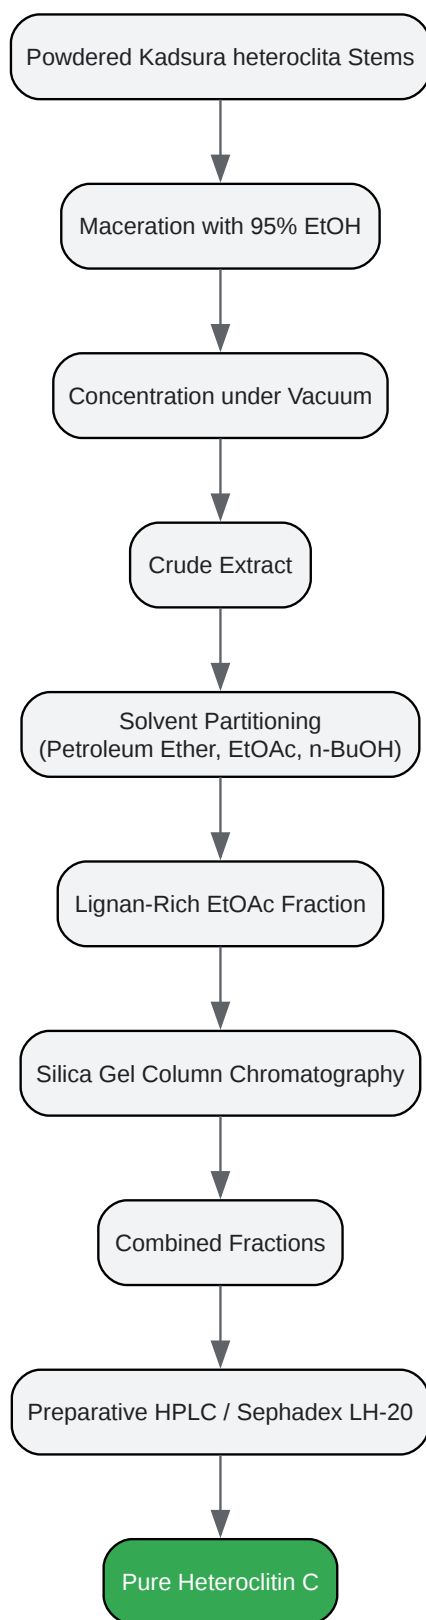 Powdered Kadsura heteroclita Stems
Maceration with 95% EtOH
Concentration under Vacuum
Crude Extract
Solvent Partitioning
(Petroleum Ether, EtOAc, n-BuOH)
Lignan-Rich EtOAc Fraction
Silica Gel Column Chromatography
Combined Fractions
Preparative HPLC / Sephadex LH-20
Pure Heteroclitin C